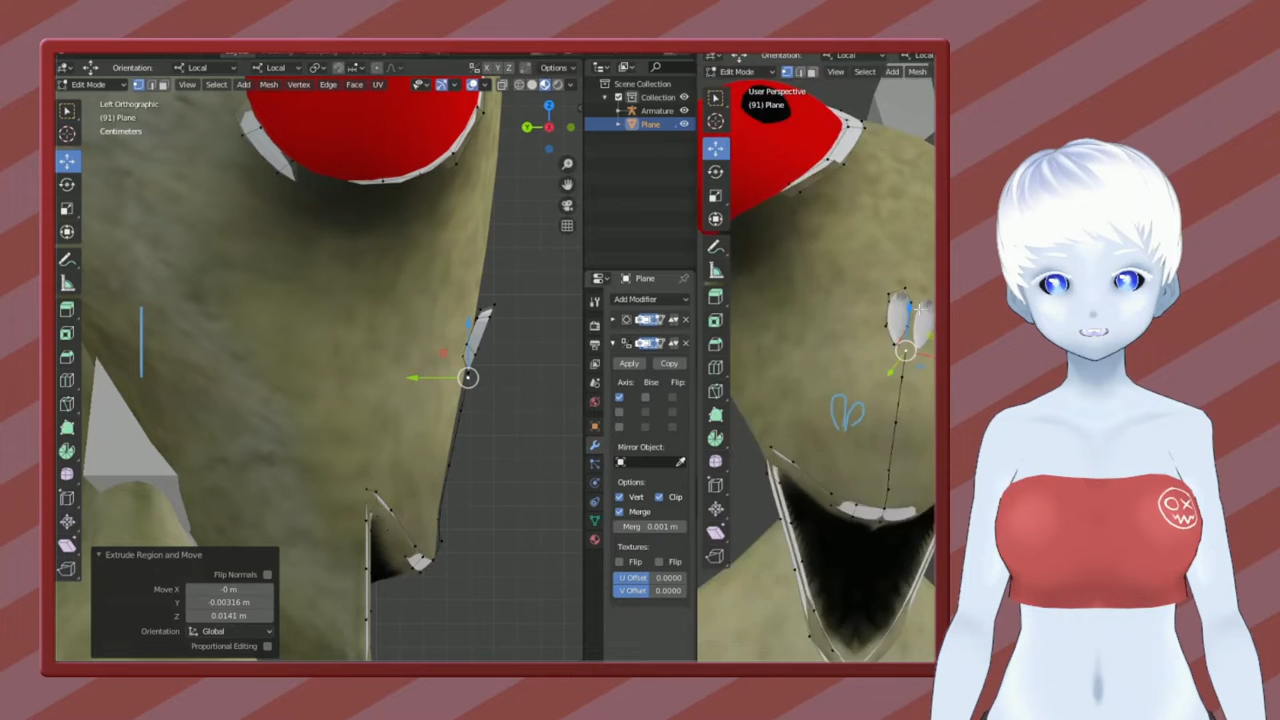 Orientation: Local Local X Y Z Options
Edit Mode View Select Add Mesh Vertex Edge Face UV
Left Orthographic
(91) Plane
Centimeters
Scene Collection
Collection
Armature
Plane
Plane
Add Modifier
Apply Copy
Axis: Bise Flip:
Mirror Object:
Options:
Vert Clip
Merge
Merg 0.001 m
Textures:
Flip Flip
U Offset 0.0000
V Offset 0.0000
Extrude Region and Move
Flip Normals
Move X -0 m
Y -0.00316 m
Z 0.0141 m
Orientation Global
Proportional Editing
Orientation: Local Local
Edit Mode View Select Add Mesh
User Perspective
(91) Plane